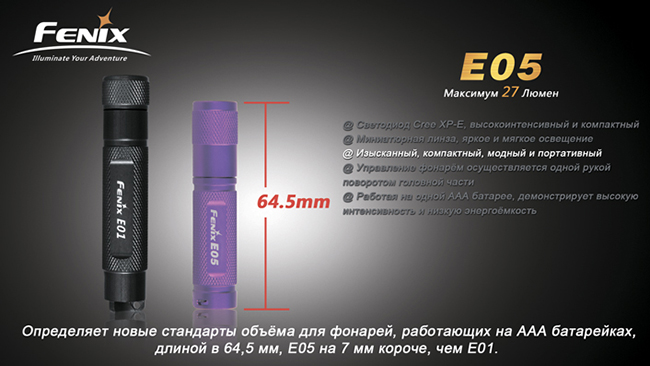 FENIX
Illuminate Your Adventure
E05
Максимум 27 Люмен
@ Светодиод Cree XP-E, высокоинтенсивный и компактный
@ Миниатюрная линза, яркое и мягкое освещение
@ Изысканный, компактный, модный и портативный
@ Управление фонарём осуществляется одной рукой
поворотом головной части
@ Работая на одной ААА батарее, демонстрирует высокую
интенсивность и низкую энергоёмкость
FENIX E01
FENIX E05
64.5mm
Определяет новые стандарты объёма для фонарей, работающих на ААА батарейках,
длиной в 64,5 мм, E05 на 7 мм короче, чем E01.